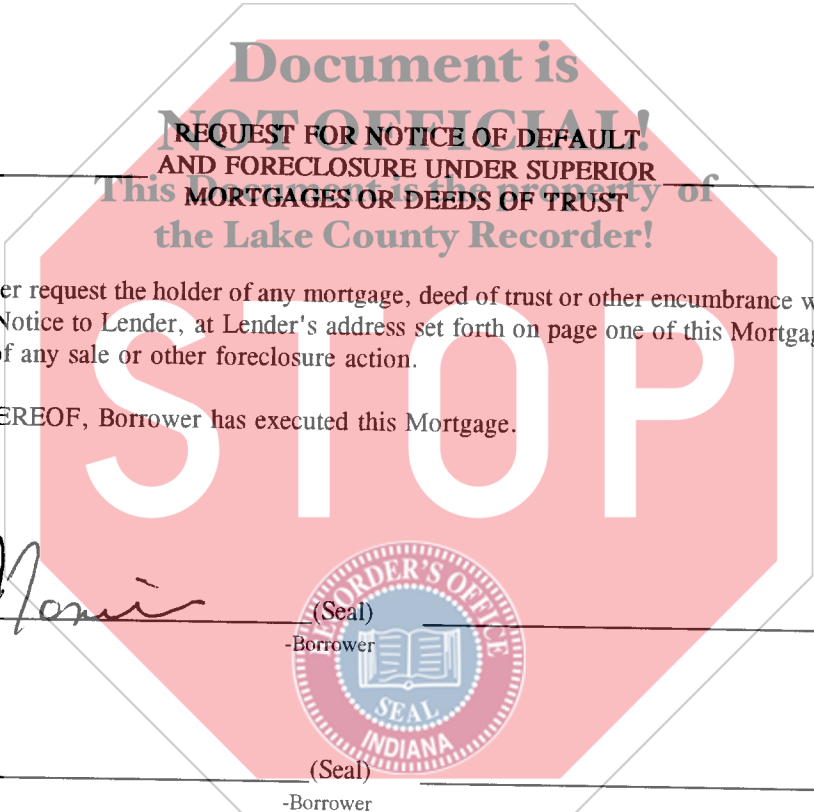 Document is
NOT OFFICIAL!
REQUEST FOR NOTICE OF DEFAULT
AND FORECLOSURE UNDER SUPERIOR
This Document is the property of
MORTGAGES OR DEEDS OF TRUST
the Lake County Recorder!
er request the holder of any mortgage, deed of trust or other encumbrance w
Notice to Lender, at Lender's address set forth on page one of this Mortgag
f any sale or other foreclosure action.
EREOF, Borrower has executed this Mortgage.
STOP
RECORDER'S OFFICE
(Seal)
-Borrower
SEAL
INDIANA
(Seal)
-Borrower